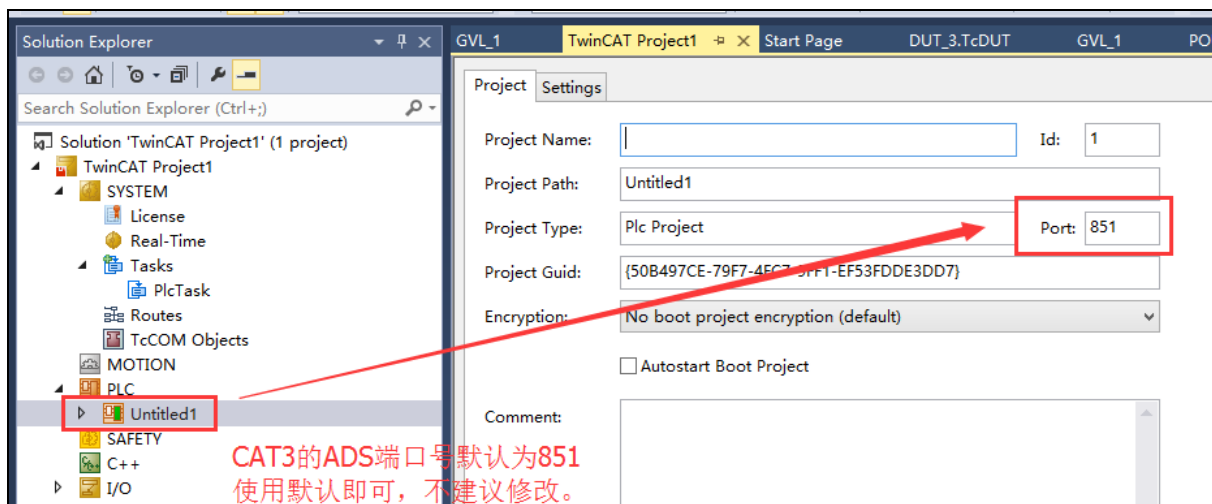 Solution Explorer
Search Solution Explorer (Ctrl+;)
Solution 'TwinCAT Project1' (1 project)
TwinCAT Project1
SYSTEM
License
Real-Time
Tasks
PlcTask
Routes
TcCOM Objects
MOTION
PLC
Untitled1
SAFETY
C++
I/O
GVL_1 TwinCAT Project1 Start Page DUT_3.TcDUT GVL_1 PO
Project Settings
Project Name: Id: 1
Project Path: Untitled1
Project Type: Plc Project Port: 851
Project Guid:
Encryption: No boot project encryption (default)
Autostart Boot Project
Comment:
CAT3的ADS端口号默认为851
使用默认即可，不建议修改。